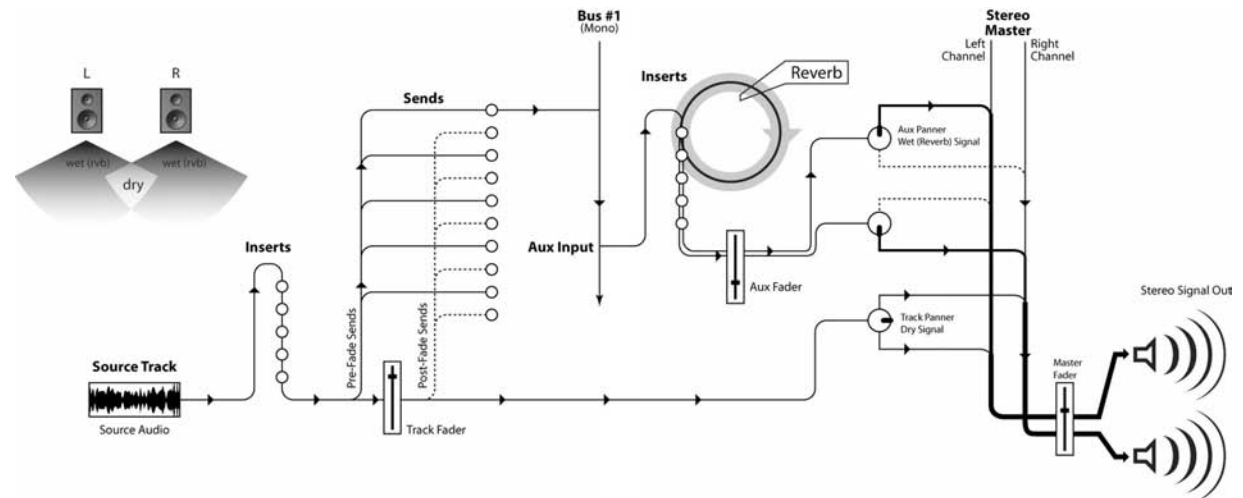 Bus #1
(Mono)
Stereo
Master
Left
Channel
Right
Channel
L
R
wet (rvb)
wet (rvb)
dry
Sends
Inserts
Reverb
Aux Panner
Wet (Reverb) Signal
Inserts
Aux Input
Aux Fader
Stereo Signal Out
Track Panner
Dry Signal
Pre-Fade Sends
Post-Fade Sends
Source Track
Source Audio
Track Fader
Master
Fader